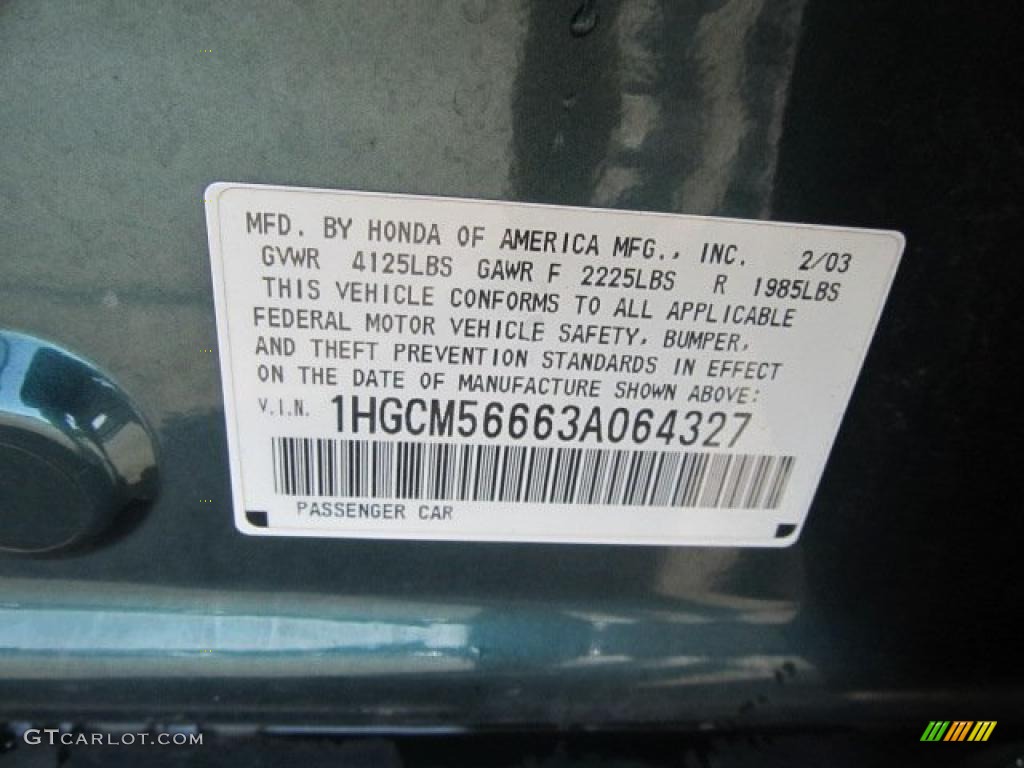 MFD. BY HONDA OF AMERICA MFG., INC. 2/03
GVWR 4125LBS GAWR F 2225LBS R 1985LBS
THIS VEHICLE CONFORMS TO ALL APPLICABLE
FEDERAL MOTOR VEHICLE SAFETY, BUMPER,
AND THEFT PREVENTION STANDARDS IN EFFECT
ON THE DATE OF MANUFACTURE SHOWN ABOVE:
V.I.N. 1HGCM56663A064327
PASSENGER CAR
GTCARLOT.COM